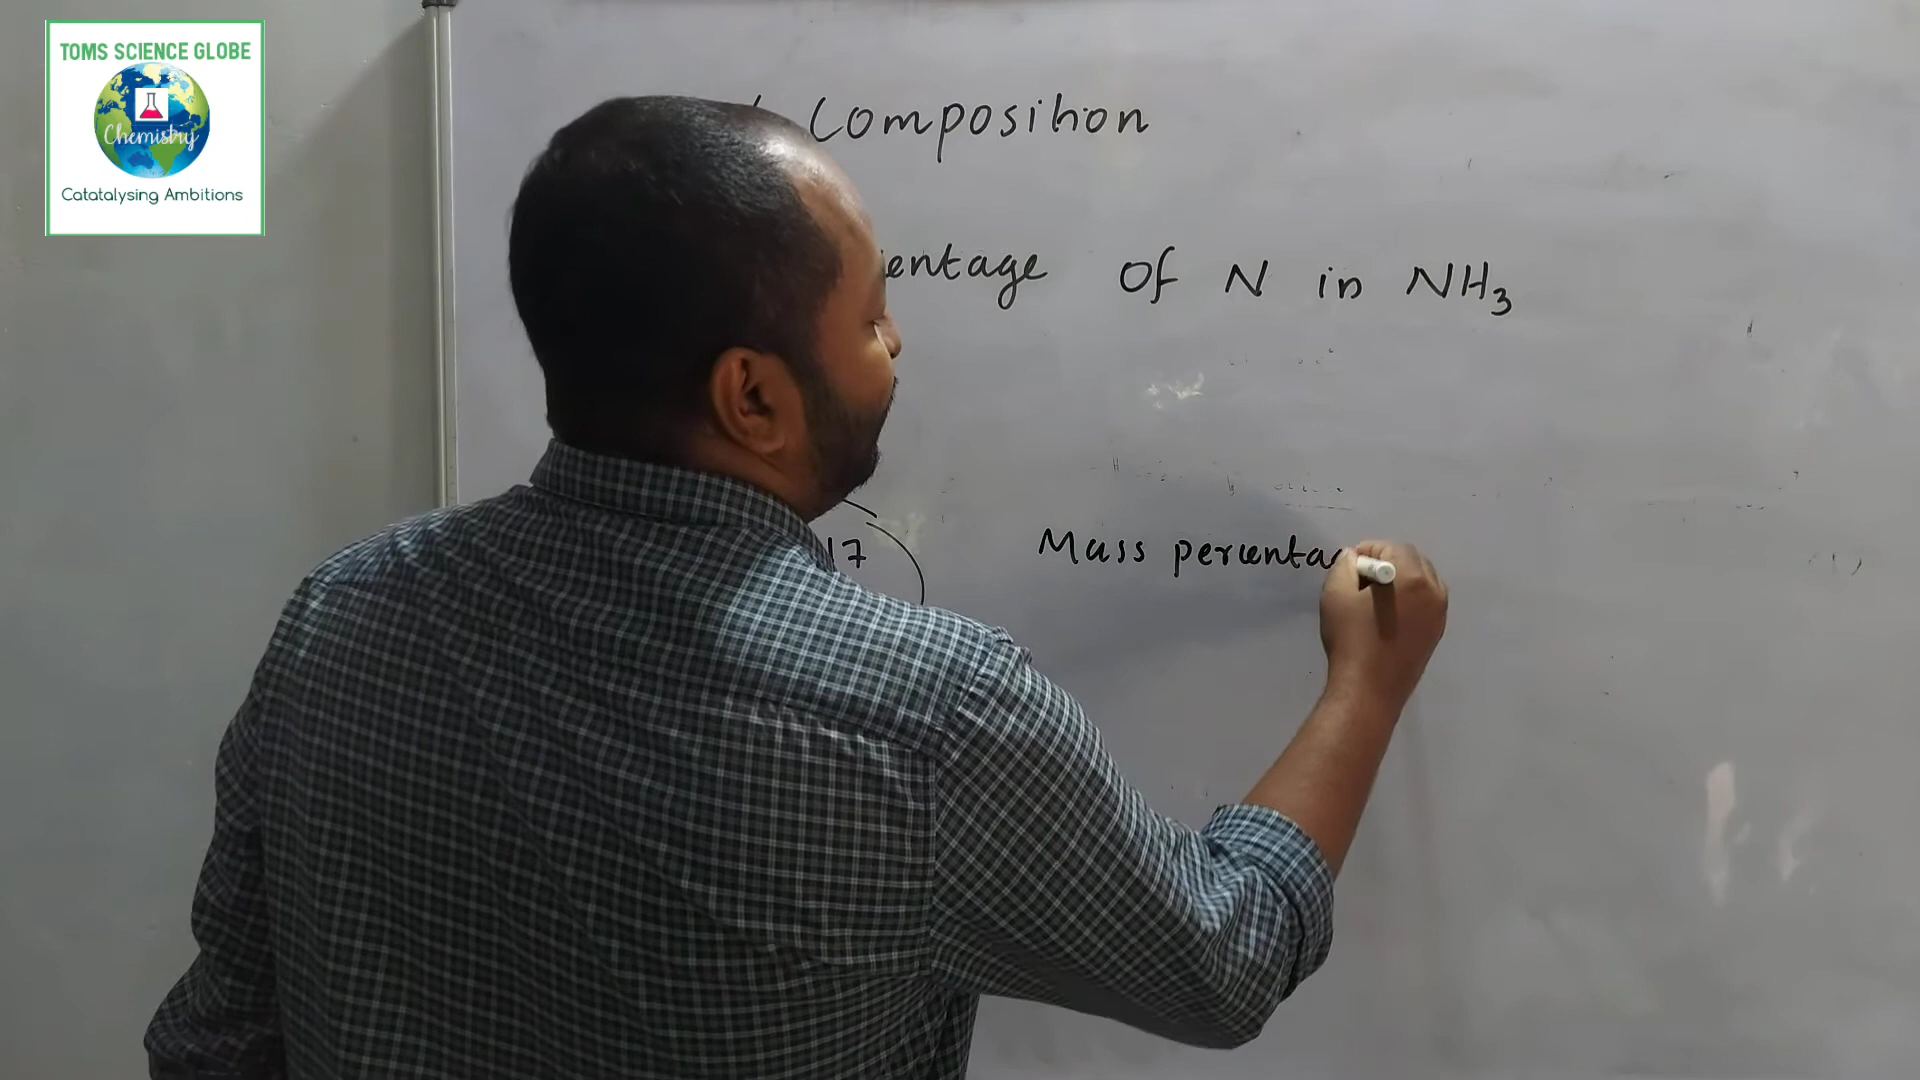 TOMS SCIENCE GLOBE
Chemistry
Catatalysing Ambitions
Composition
entage of N in NH₃
17
Mass percenta